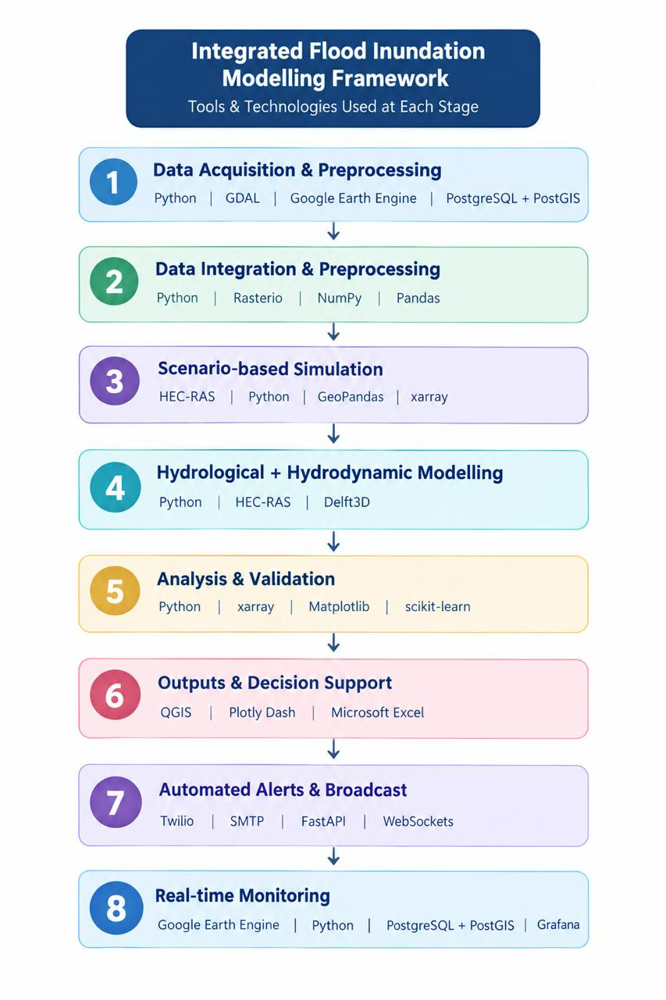 Integrated Flood Inundation
Modelling Framework
Tools & Technologies Used at Each Stage
1
Data Acquisition & Preprocessing
Python | GDAL | Google Earth Engine | PostgreSQL + PostGIS
2
Data Integration & Preprocessing
Python | Rasterio | NumPy | Pandas
3
Scenario-based Simulation
HEC-RAS | Python | GeoPandas | xarray
4
Hydrological + Hydrodynamic Modelling
Python | HEC-RAS | Delft3D
5
Analysis & Validation
Python | xarray | Matplotlib | scikit-learn
6
Outputs & Decision Support
QGIS | Plotly Dash | Microsoft Excel
7
Automated Alerts & Broadcast
Twilio | SMTP | FastAPI | WebSockets
8
Real-time Monitoring
Google Earth Engine | Python | PostgreSQL + PostGIS | Grafana